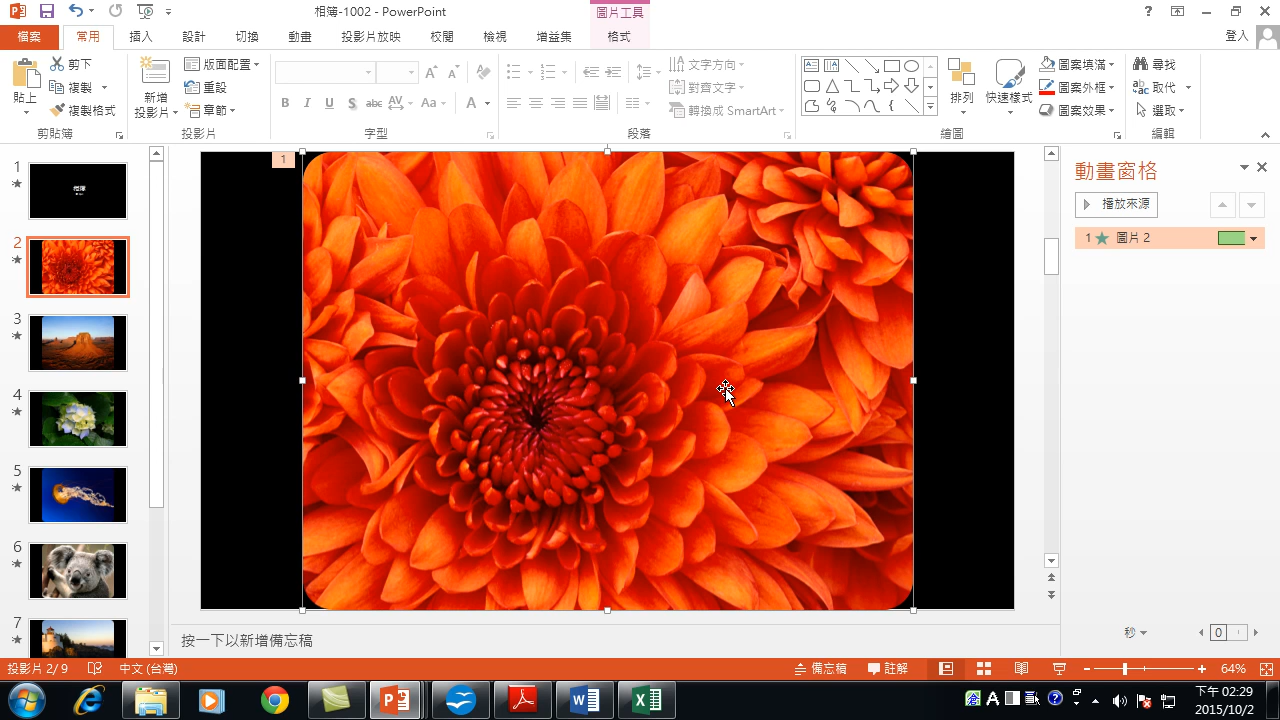 相簿-1002 - PowerPoint
圖片工具
登入
檔案
常用
插入
設計
切換
動畫
投影片放映
校閱
檢視
增益集
格式
貼上
剪下
複製
複製格式
剪貼簿
新增
投影片
版面配置
重設
章節
投影片
B I U S abc AV Aa A
字型
文字方向
對齊文字
轉換成 SmartArt
段落
排列
快速樣式
圖案填滿
圖案外框
圖案效果
繪圖
尋找
取代
選取
編輯
1
2
3
4
5
6
7
相簿
1
動畫窗格
播放來源
1 圖片 2
秒
0
按一下以新增備忘稿
投影片 2/ 9
中文 (台灣)
備忘稿
註解
64%
下午 02:29
2015/10/2